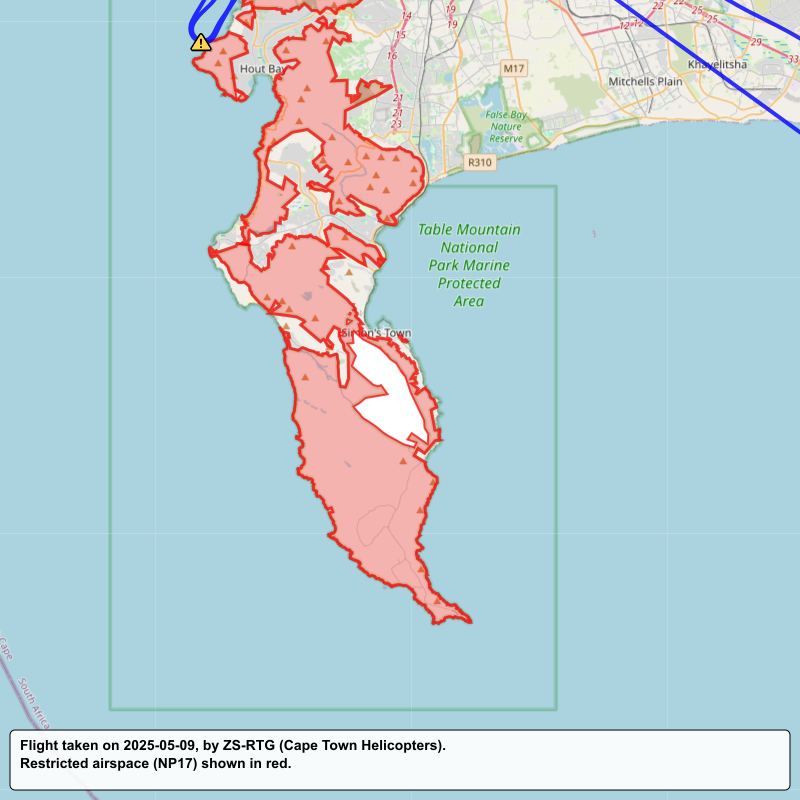 14
19
19
22
22
25
12
12
25
29
33
16
M17
Hout Bay
Khayelitsha
Mitchells Plain
21
21
23
False Bay
Nature
Reserve
R310
Table Mountain
National
Park Marine
Protected
Area
Simon's Town
Cape
South Africa
Flight taken on 2025-05-09, by ZS-RTG (Cape Town Helicopters).
Restricted airspace (NP17) shown in red.